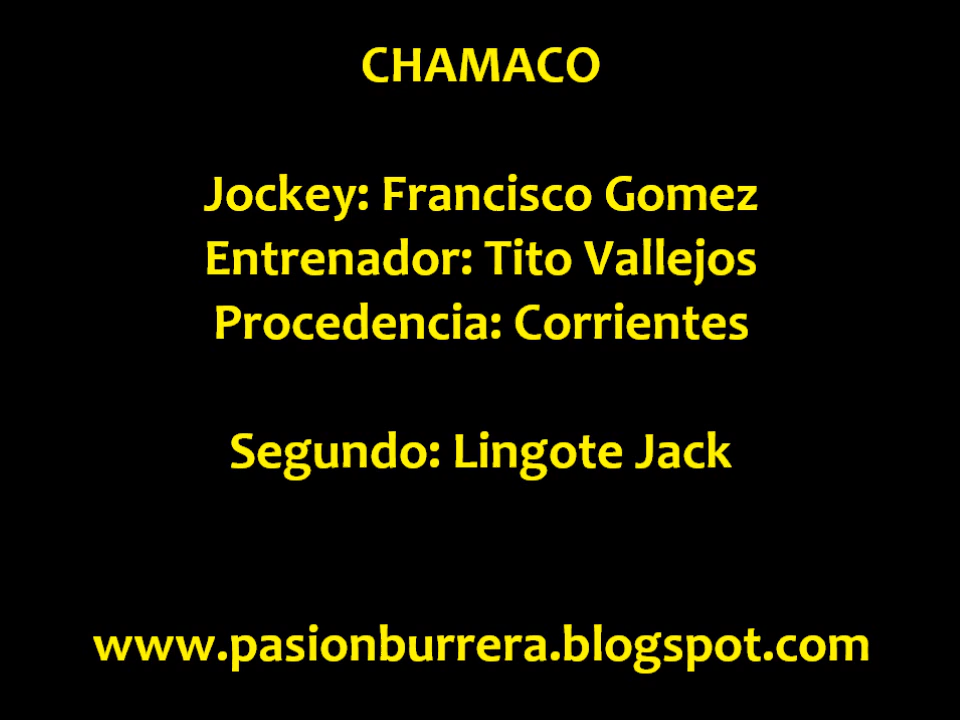 CHAMACO
Jockey: Francisco Gomez
Entrenador: Tito Vallejos
Procedencia: Corrientes
Segundo: Lingote Jack
www.pasionburrera.blogspot.com